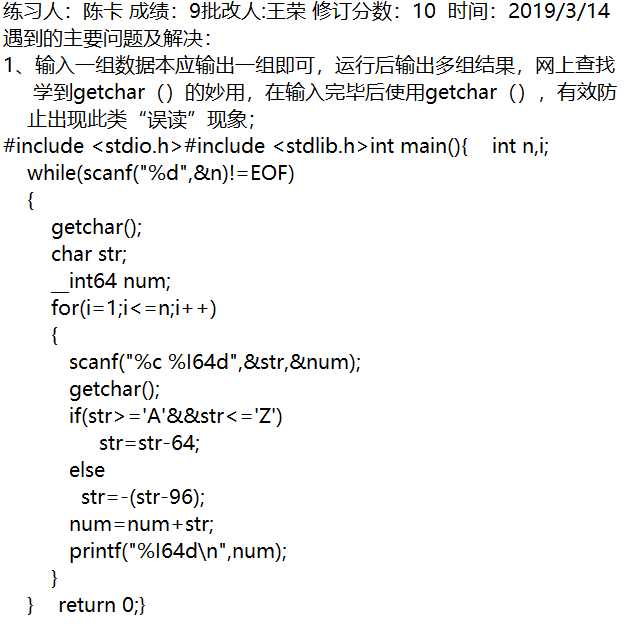 练习人：陈卡 成绩：9批改人:王荣 修订分数：10  时间：2019/3/14
遇到的主要问题及解决：
1、输入一组数据本应输出一组即可，运行后输出多组结果，网上查找
学到getchar（）的妙用，在输入完毕后使用getchar（），有效防
止出现此类“误读”现象；
#include <stdio.h>#include <stdlib.h>int main(){    int n,i;
while(scanf("%d",&n)!=EOF)
{
getchar();
char str;
__int64 num;
for(i=1;i<=n;i++)
{
scanf("%c %I64d",&str,&num);
getchar();
if(str>='A'&&str<='Z')
str=str-64;
else
str=-(str-96);
num=num+str;
printf("%I64d\n",num);
}
}    return 0;}